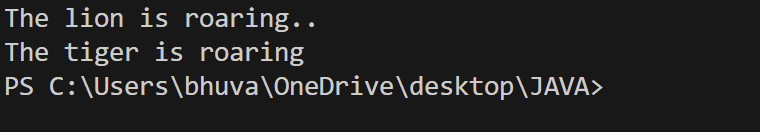 The lion is roaring..
The tiger is roaring
PS C:\Users\bhuva\OneDrive\desktop\JAVA>